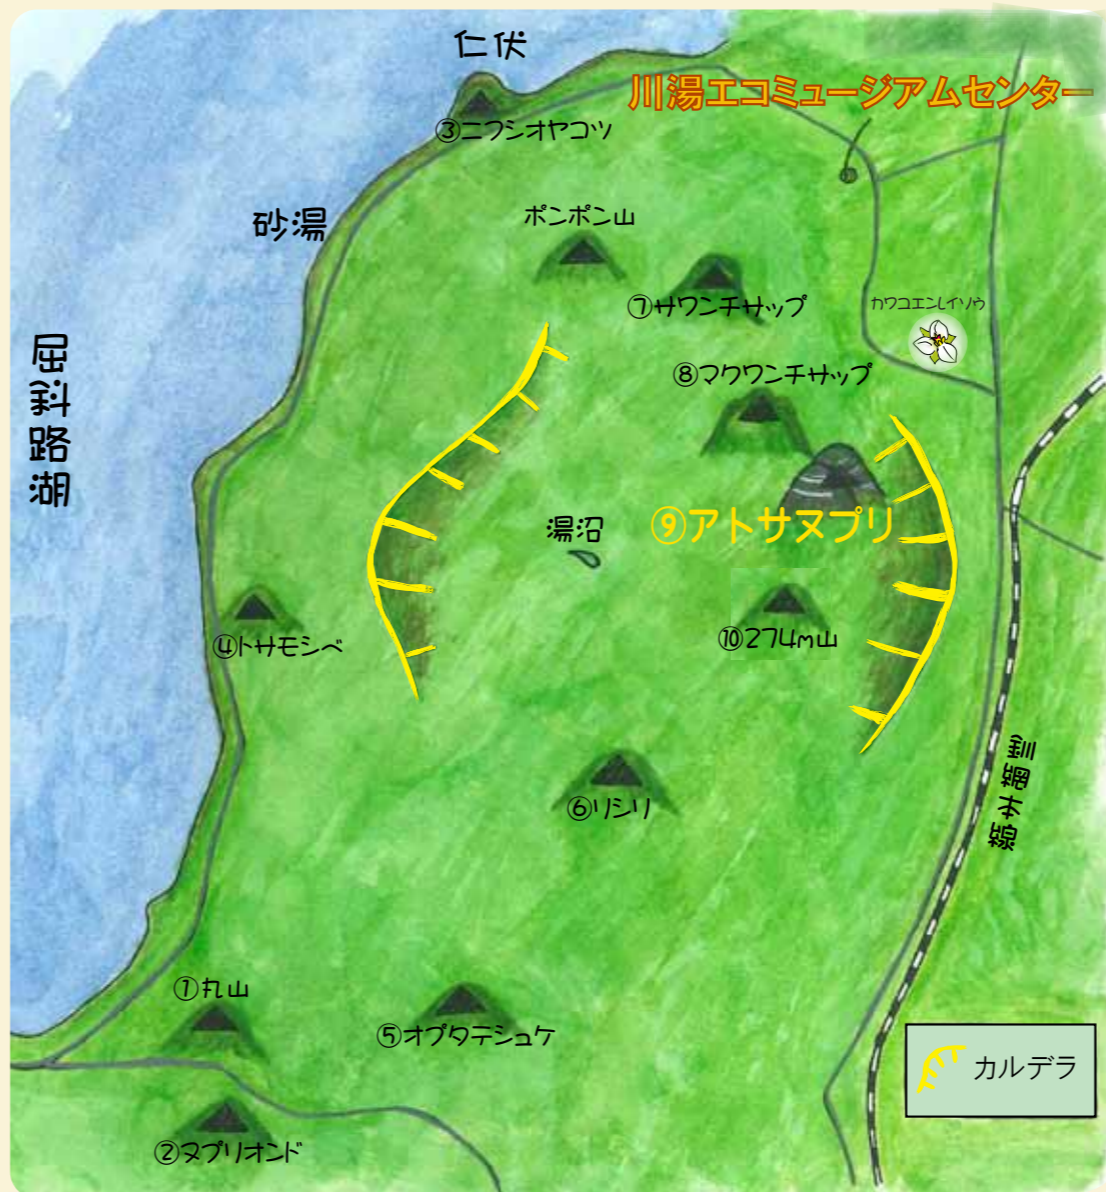 仁伏
川湯エコミュージアムセンター
③ニフシオヤコツ
砂湯
ポンポン山
⑦サワンチサップ
カワユエンレイソウ
屈斜路湖
⑧マクワンチサップ
湯沼
⑨アトサヌプリ
④トサモシベ
⑩274m山
釧網本線
⑥リシリ
①丸山
⑤オプタテシュケ
カルデラ
②ヌプリオンド